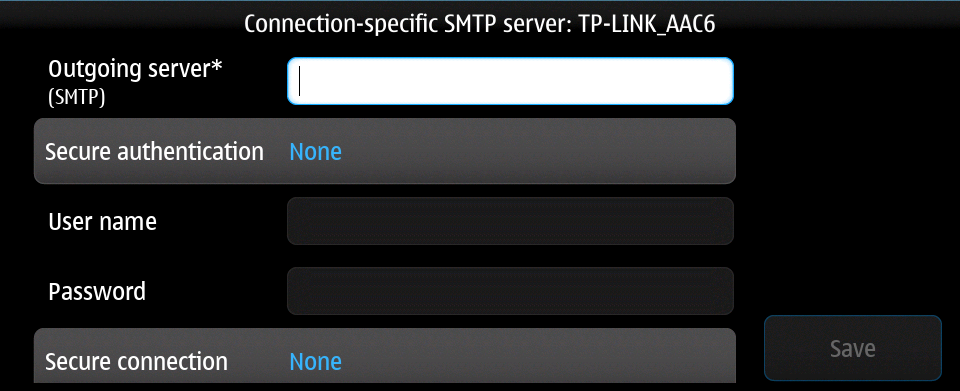 Connection-specific SMTP server: TP-LINK_AAC6
Outgoing server*
(SMTP)
Secure authentication None
User name
Password
Secure connection None
Save